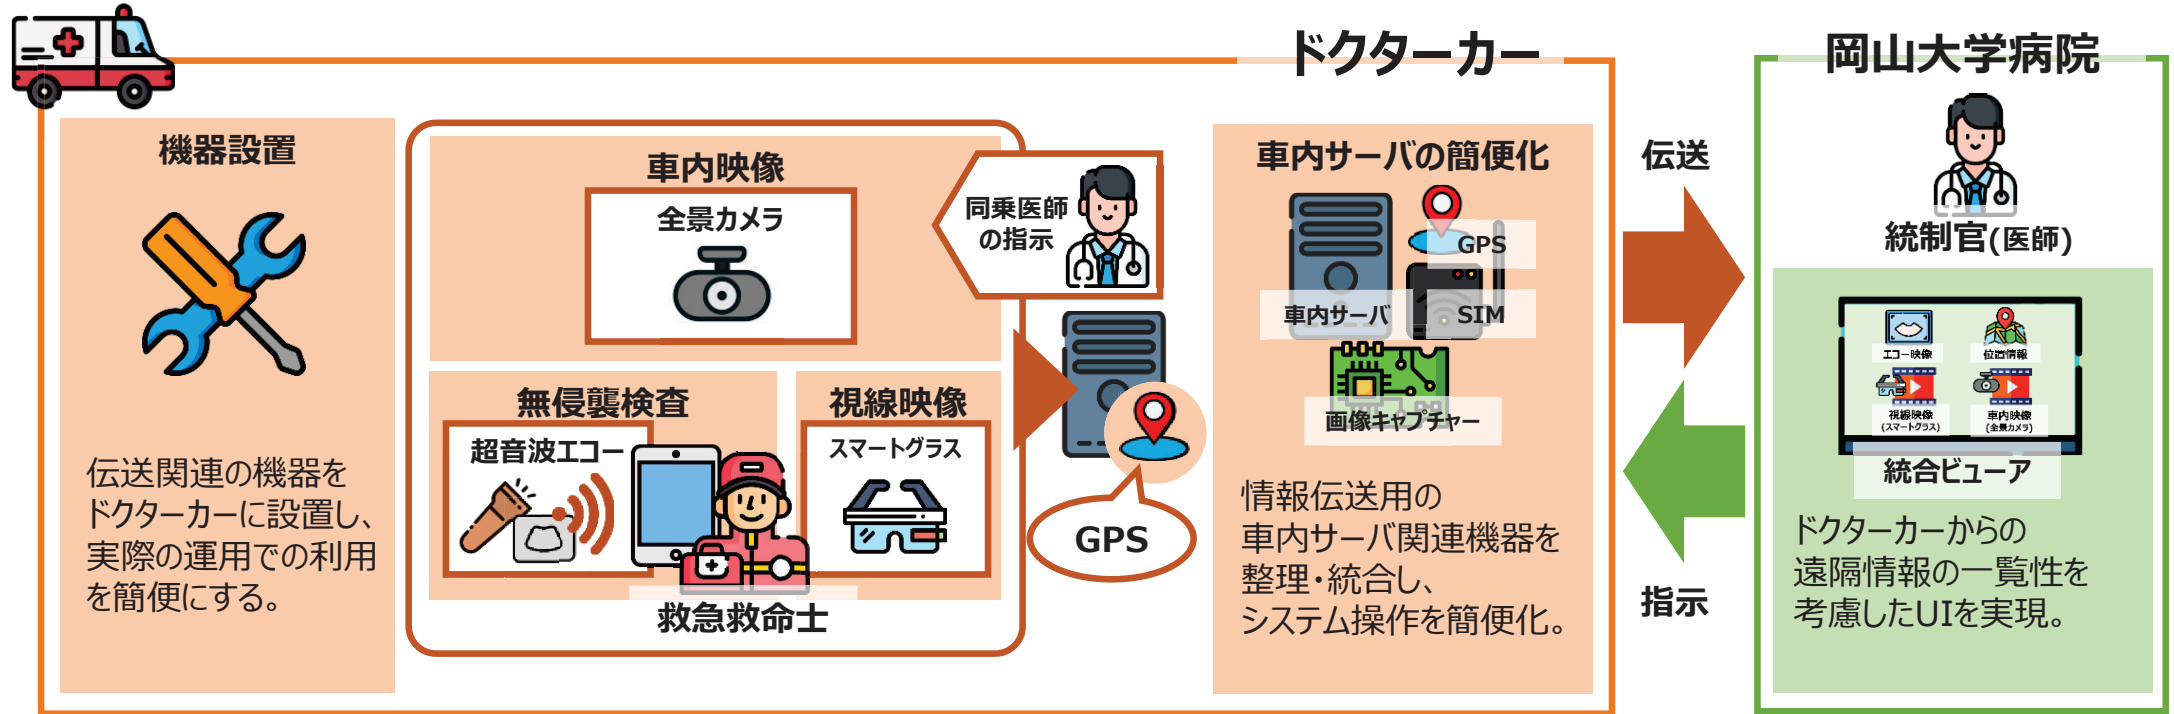 ドクターカー
機器設置
伝送関連の機器を
ドクターカーに設置し、
実際の運用での利用
を簡便にする。
車内映像
全景カメラ
同乗医師
の指示
無侵襲検査
超音波エコー
視線映像
スマートグラス
救急救命士
GPS
車内サーバの簡便化
GPS
車内サーバ
SIM
画像キャプチャー
情報伝送用の
車内サーバ関連機器を
整理・統合し、
システム操作を簡便化。
伝送
指示
岡山大学病院
統制官(医師)
エコー映像
位置情報
視線映像
(スマートグラス)
車内映像
(全景カメラ)
統合ビューア
ドクターカーからの
遠隔情報の一覧性を
考慮したUIを実現。